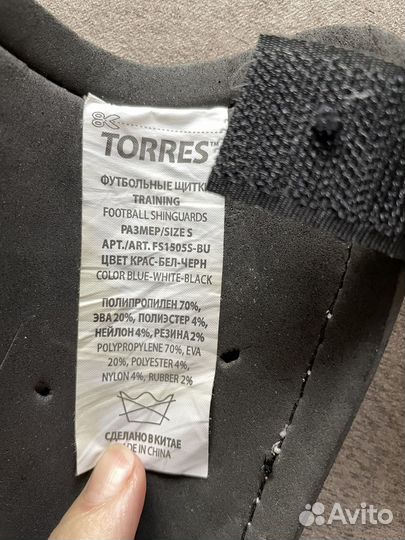 TORRES™
ФУТБОЛЬНЫЕ ЩИТКИ
TRAINING
FOOTBALL SHINGUARDS
РАЗМЕР/SIZE S
АРТ./ART. FS1505S-BU
ЦВЕТ КРАС-БЕЛ-ЧЕРН
COLOR BLUE-WHITE-BLACK
ПОЛИПРОПИЛЕН 70%,
ЭВА 20%, ПОЛИЭСТЕР 4%,
НЕЙЛОН 4%, РЕЗИНА 2%
POLYPROPYLENE 70%, EVA
20%, POLYESTER 4%,
NYLON 4%, RUBBER 2%
СДЕЛАНО В КИТАЕ
IN CHINA
Avito